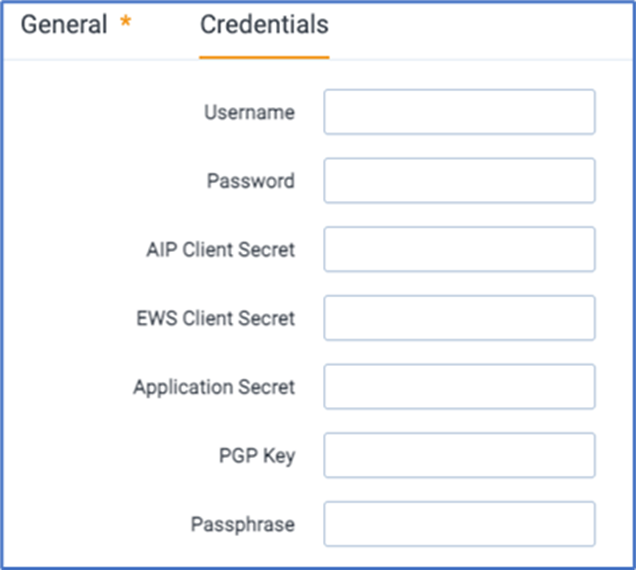 General * Credentials
Username
Password
AIP Client Secret
EWS Client Secret
Application Secret
PGP Key
Passphrase